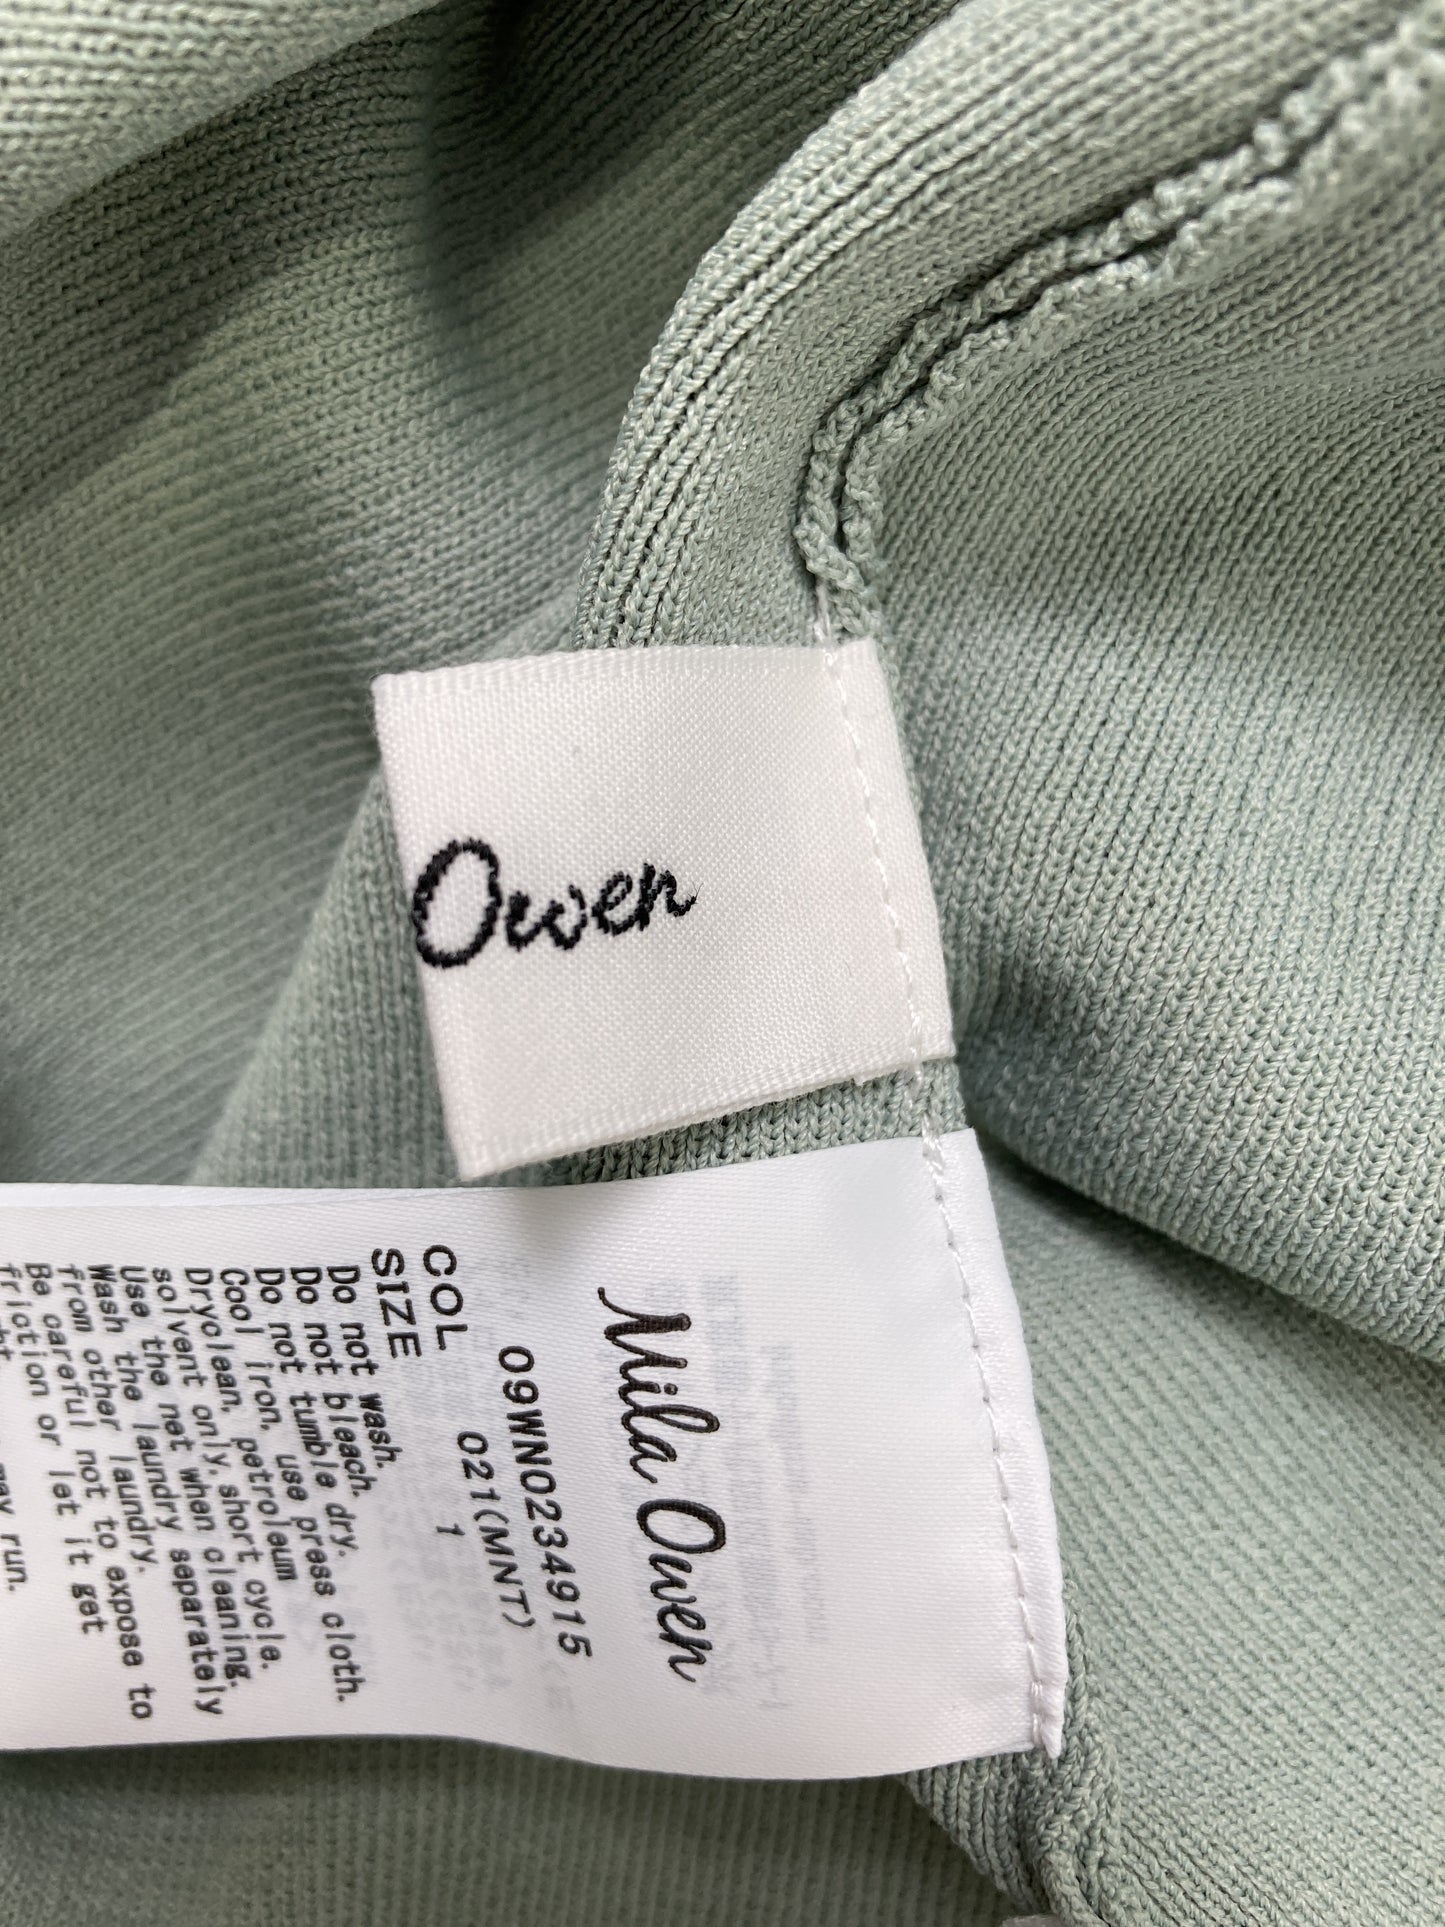 Owen
Mila Owen
09WN0234915
COL 021(MNT)
SIZE 1
Do not wash.
Do not bleach.
Do not tumble dry.
Cool iron, use press cloth.
Dryclean, petroleum
solvent only, short cycle.
Use the net when cleaning.
Wash the laundry separately
from other laundry.
Be careful not to expose to
friction or let it get
run.